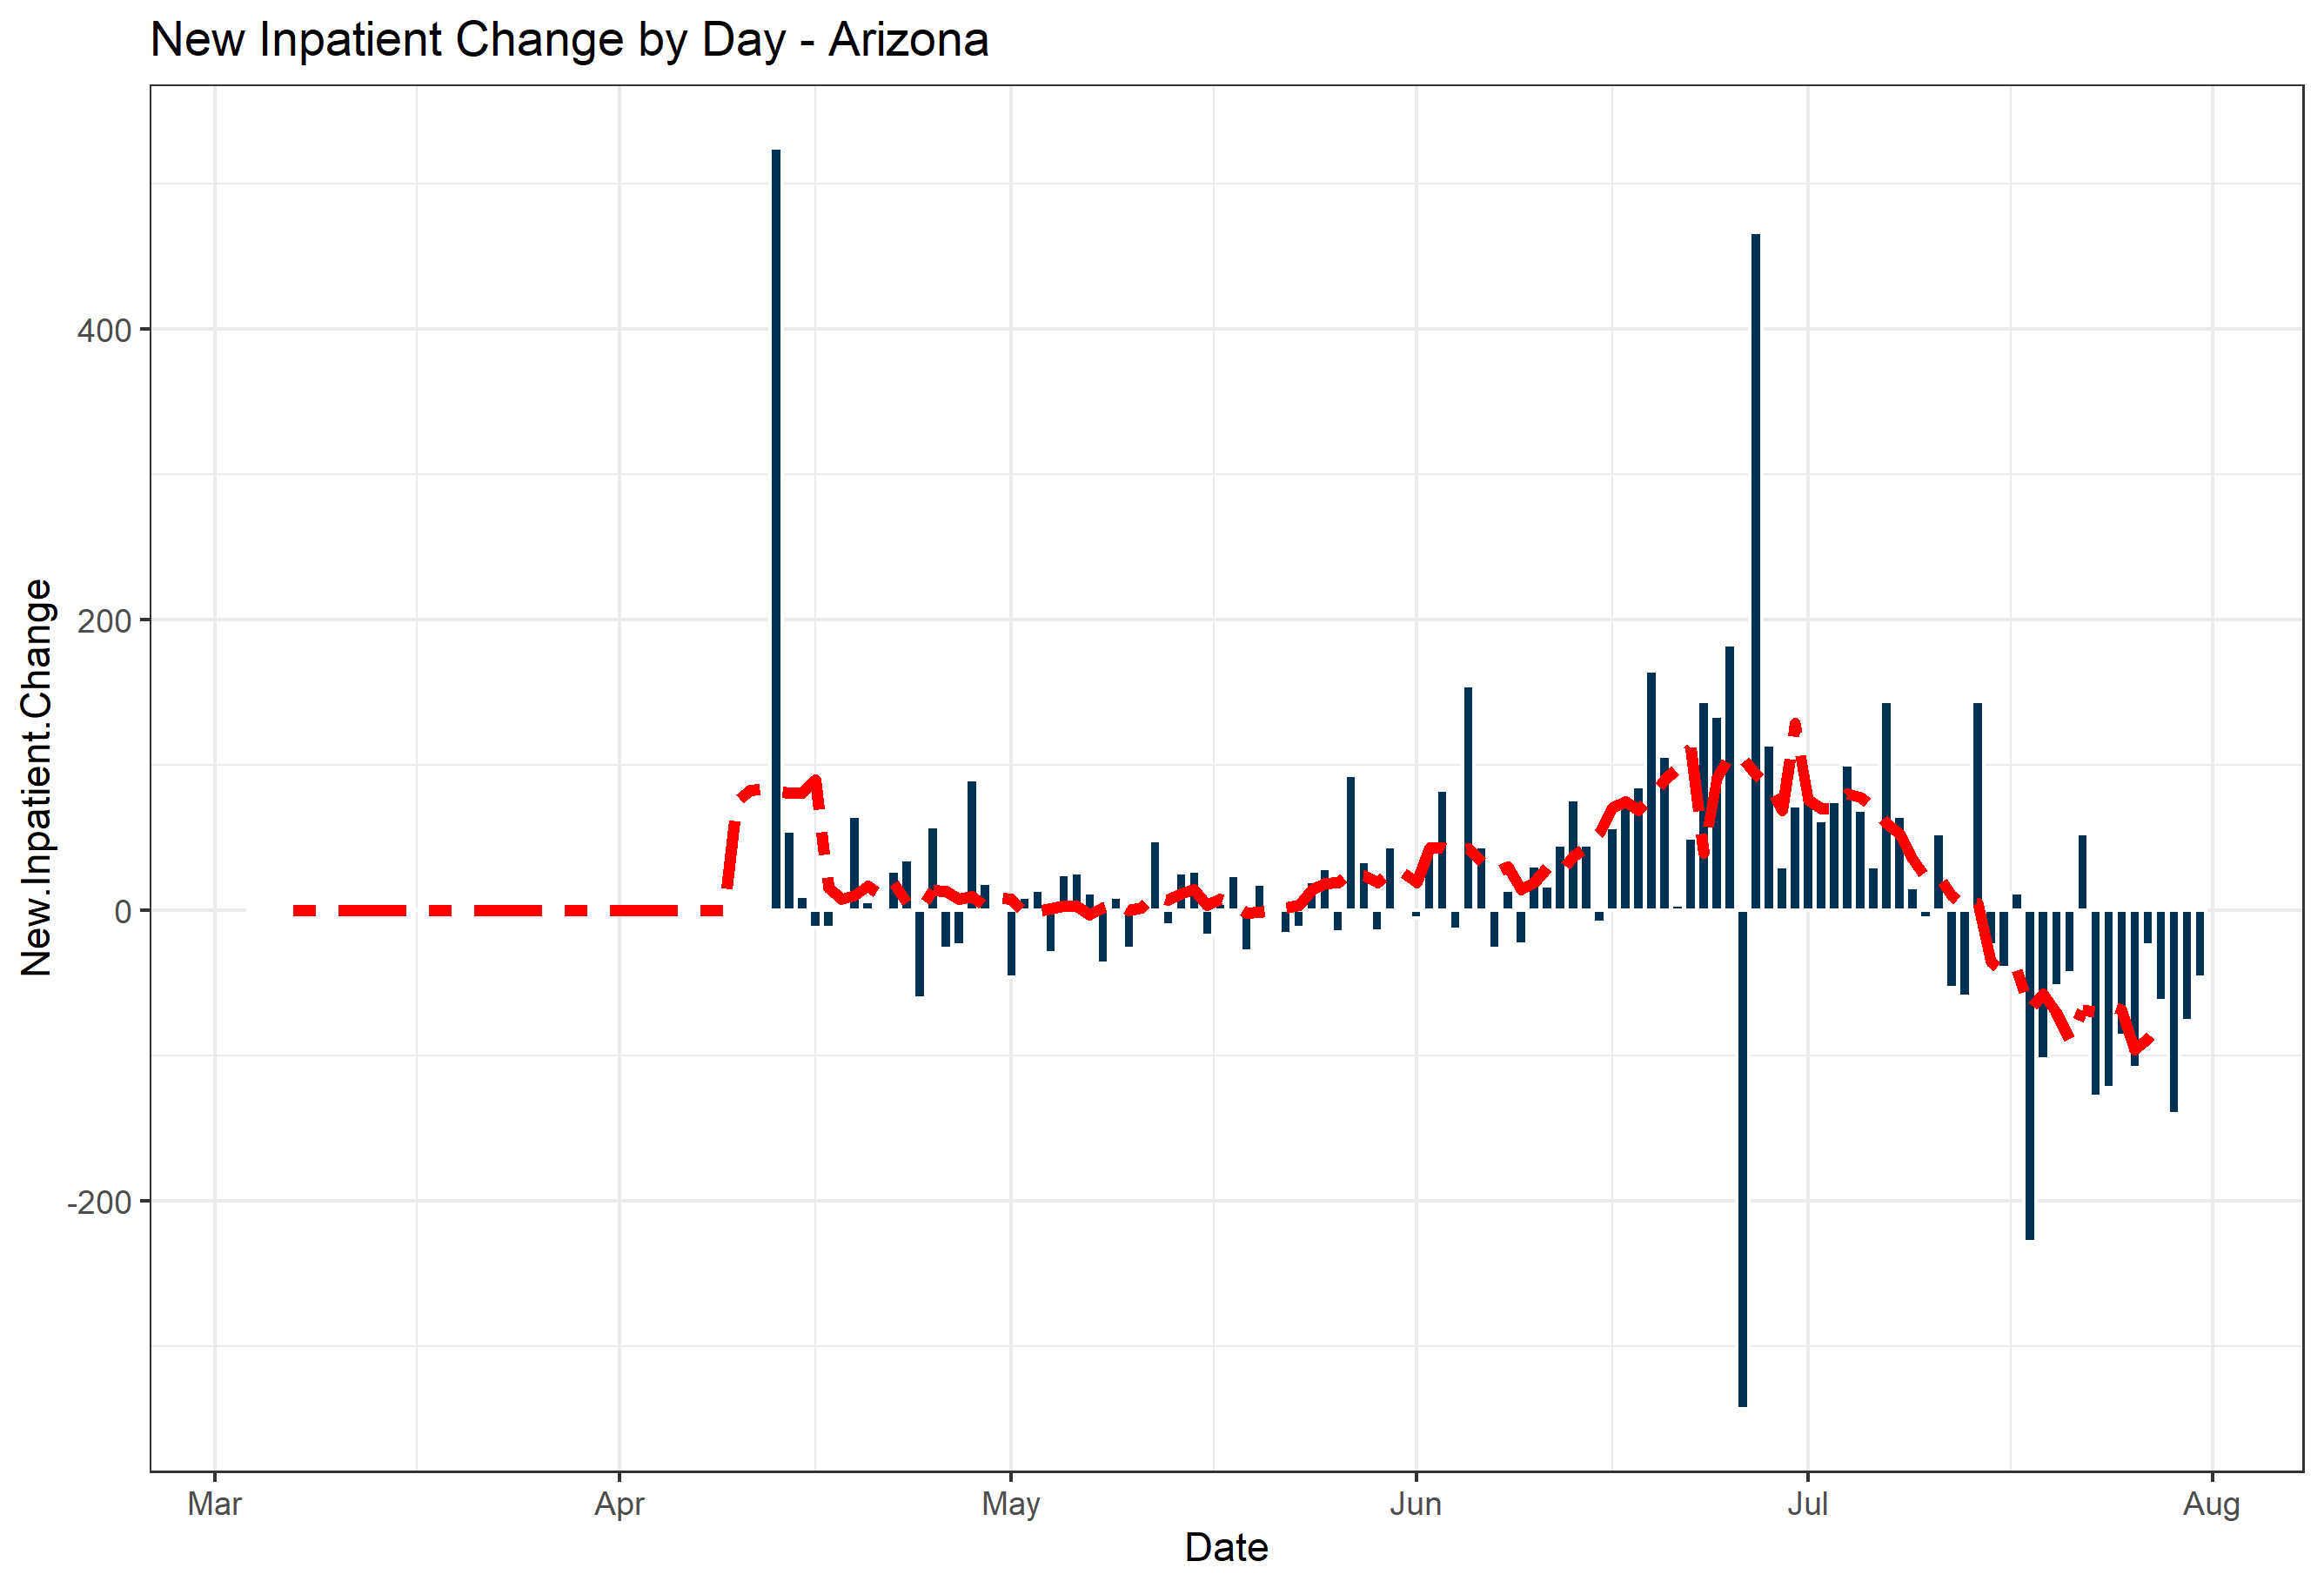 New Inpatient Change by Day - Arizona
New.Inpatient.Change
400
200
0
-200
Mar Apr May Jun Jul Aug
Date